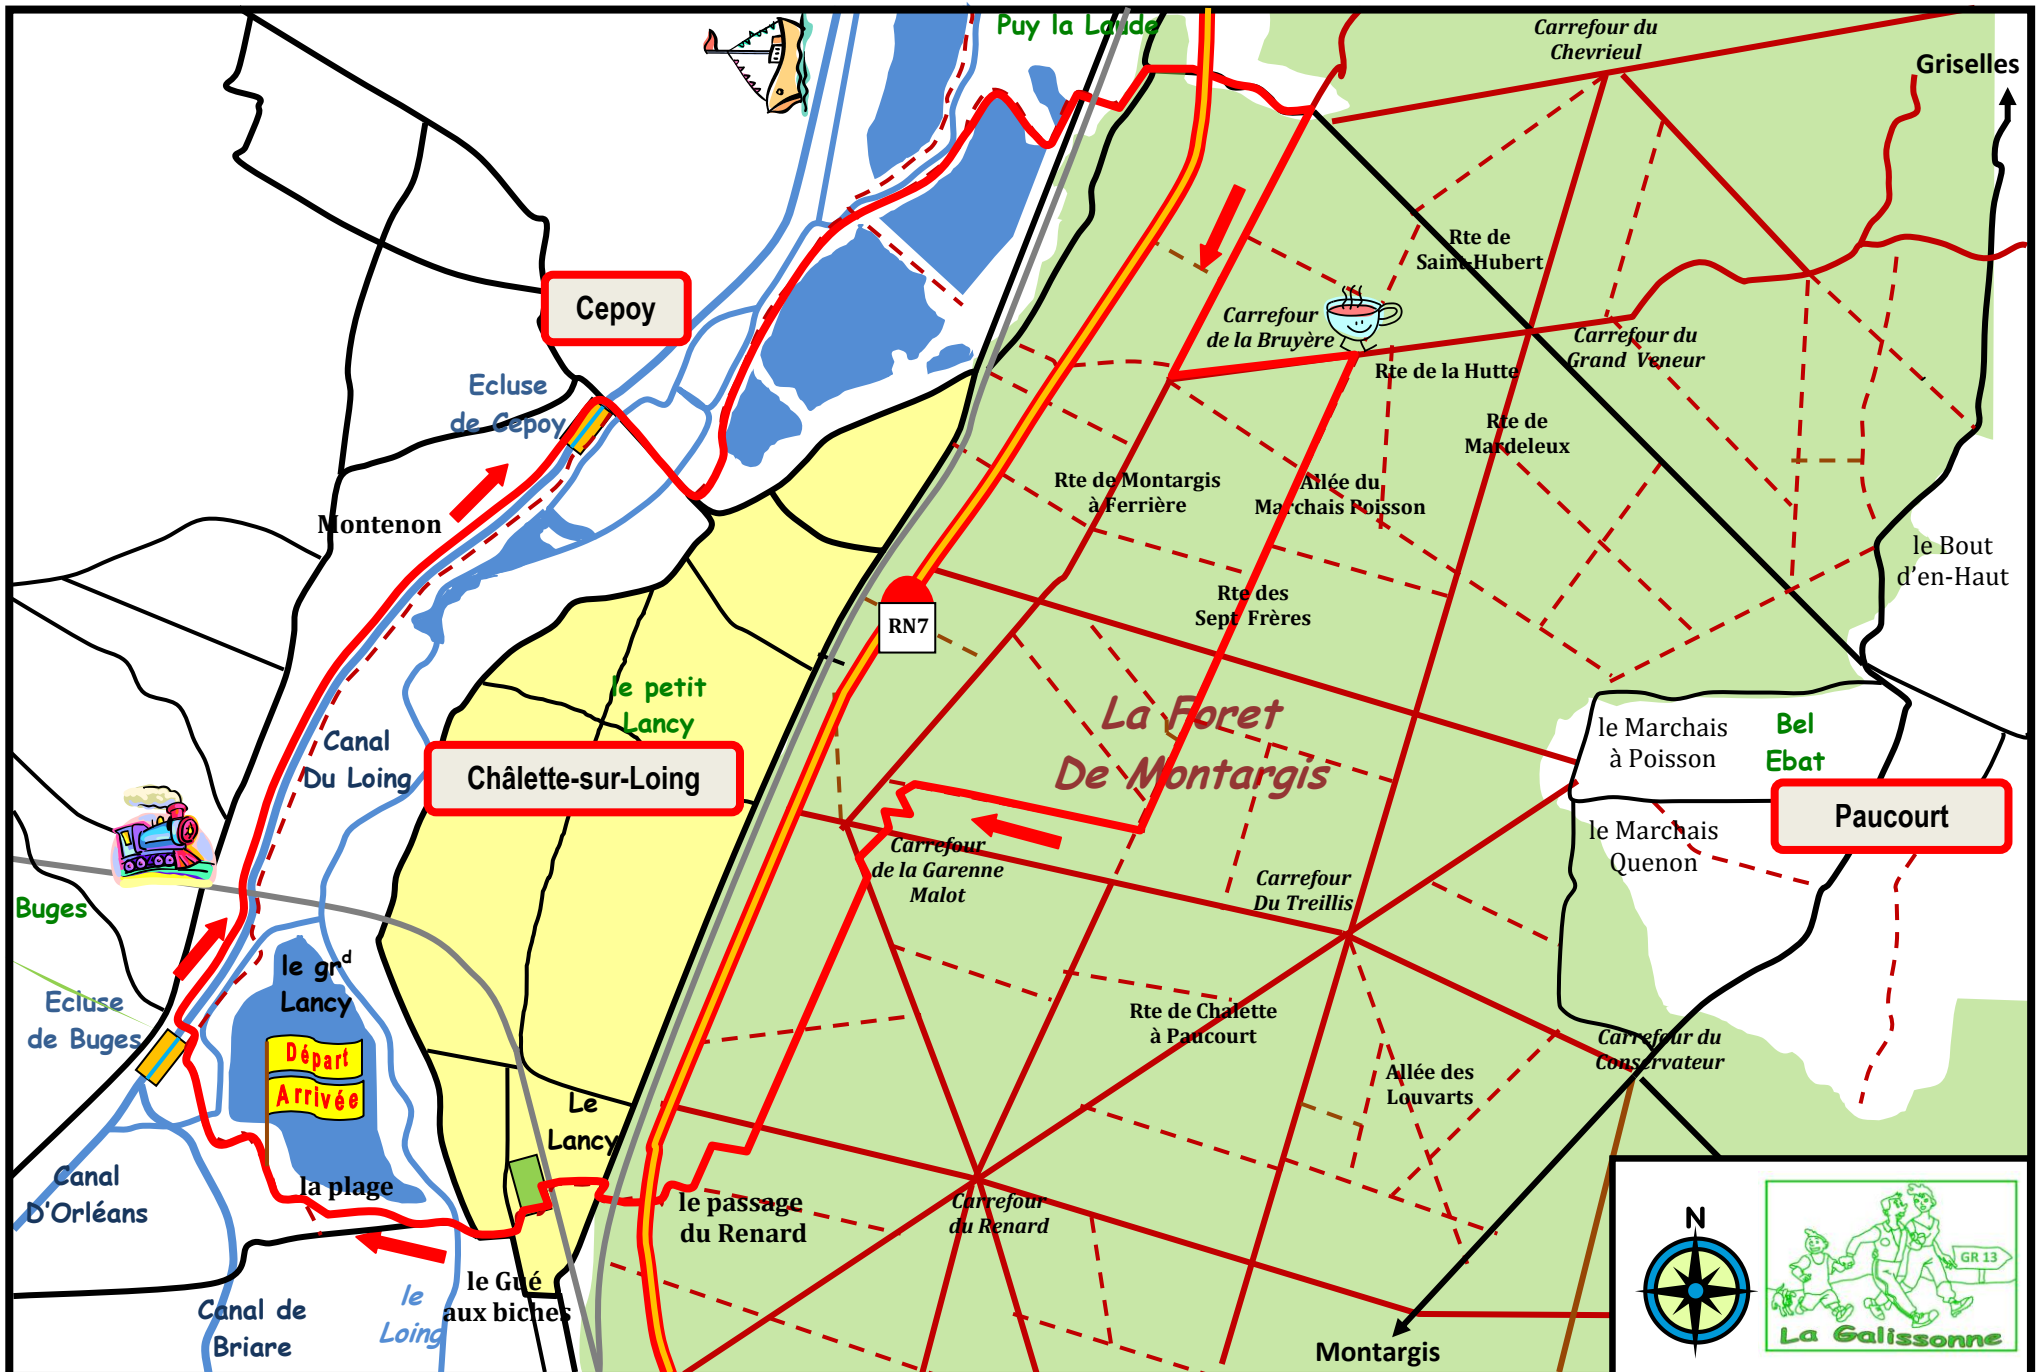 Puy la Laude
Carrefour du
Chevrieul
Griselles
Rte de
Saint-Hubert
Cepoy
Carrefour
de la Bruyère
Carrefour du
Grand Veneur
Rte de la Hutte
Ecluse
de Cepoy
Rte de
Mardeleux
Rte de Montargis
à Ferrière
Allée du
Marchais Poisson
Montenon
le Bout
d'en-Haut
Rte des
Sept Frères
RN7
le petit
Lancy
La Foret
De Montargis
le Marchais
à Poisson
Bel
Ebat
Canal
Du Loing
Châlette-sur-Loing
Paucourt
le Marchais
Quenon
Carrefour
de la Garenne
Malot
Carrefour
Du Treillis
Buges
le grd
Lancy
Ecluse
de Buges
Rte de Chalette
à Paucourt
Carrefour du
Conservateur
Départ
Arrivée
Allée des
Louvarts
Le
Lancy
Canal
D'Orléans
la plage
le passage
du Renard
Carrefour
du Renard
le Gué
aux biches
Canal de
Briare
le
Loing
Montargis
N
GR 13
La Galissonne